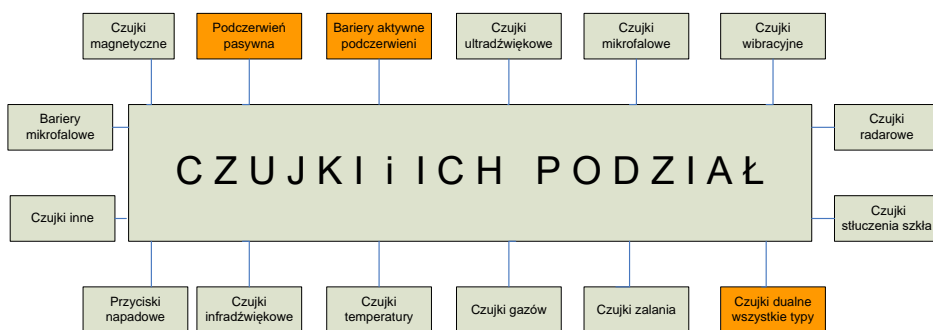 Czujki
magnetyczne
Podczerwień
pasywna
Bariery aktywne
podczerwieni
Czujki
ultradźwiękowe
Czujki
mikrofalowe
Czujki
wibracyjne
Bariery
mikrofalowe
Czujki
radarowe
CZUJKI i ICH PODZIAŁ
Czujki inne
Czujki
stłuczenia szkła
Przyciski
napadowe
Czujki
infradźwiękowe
Czujki
temperatury
Czujki gazów
Czujki zalania
Czujki dualne
wszystkie typy